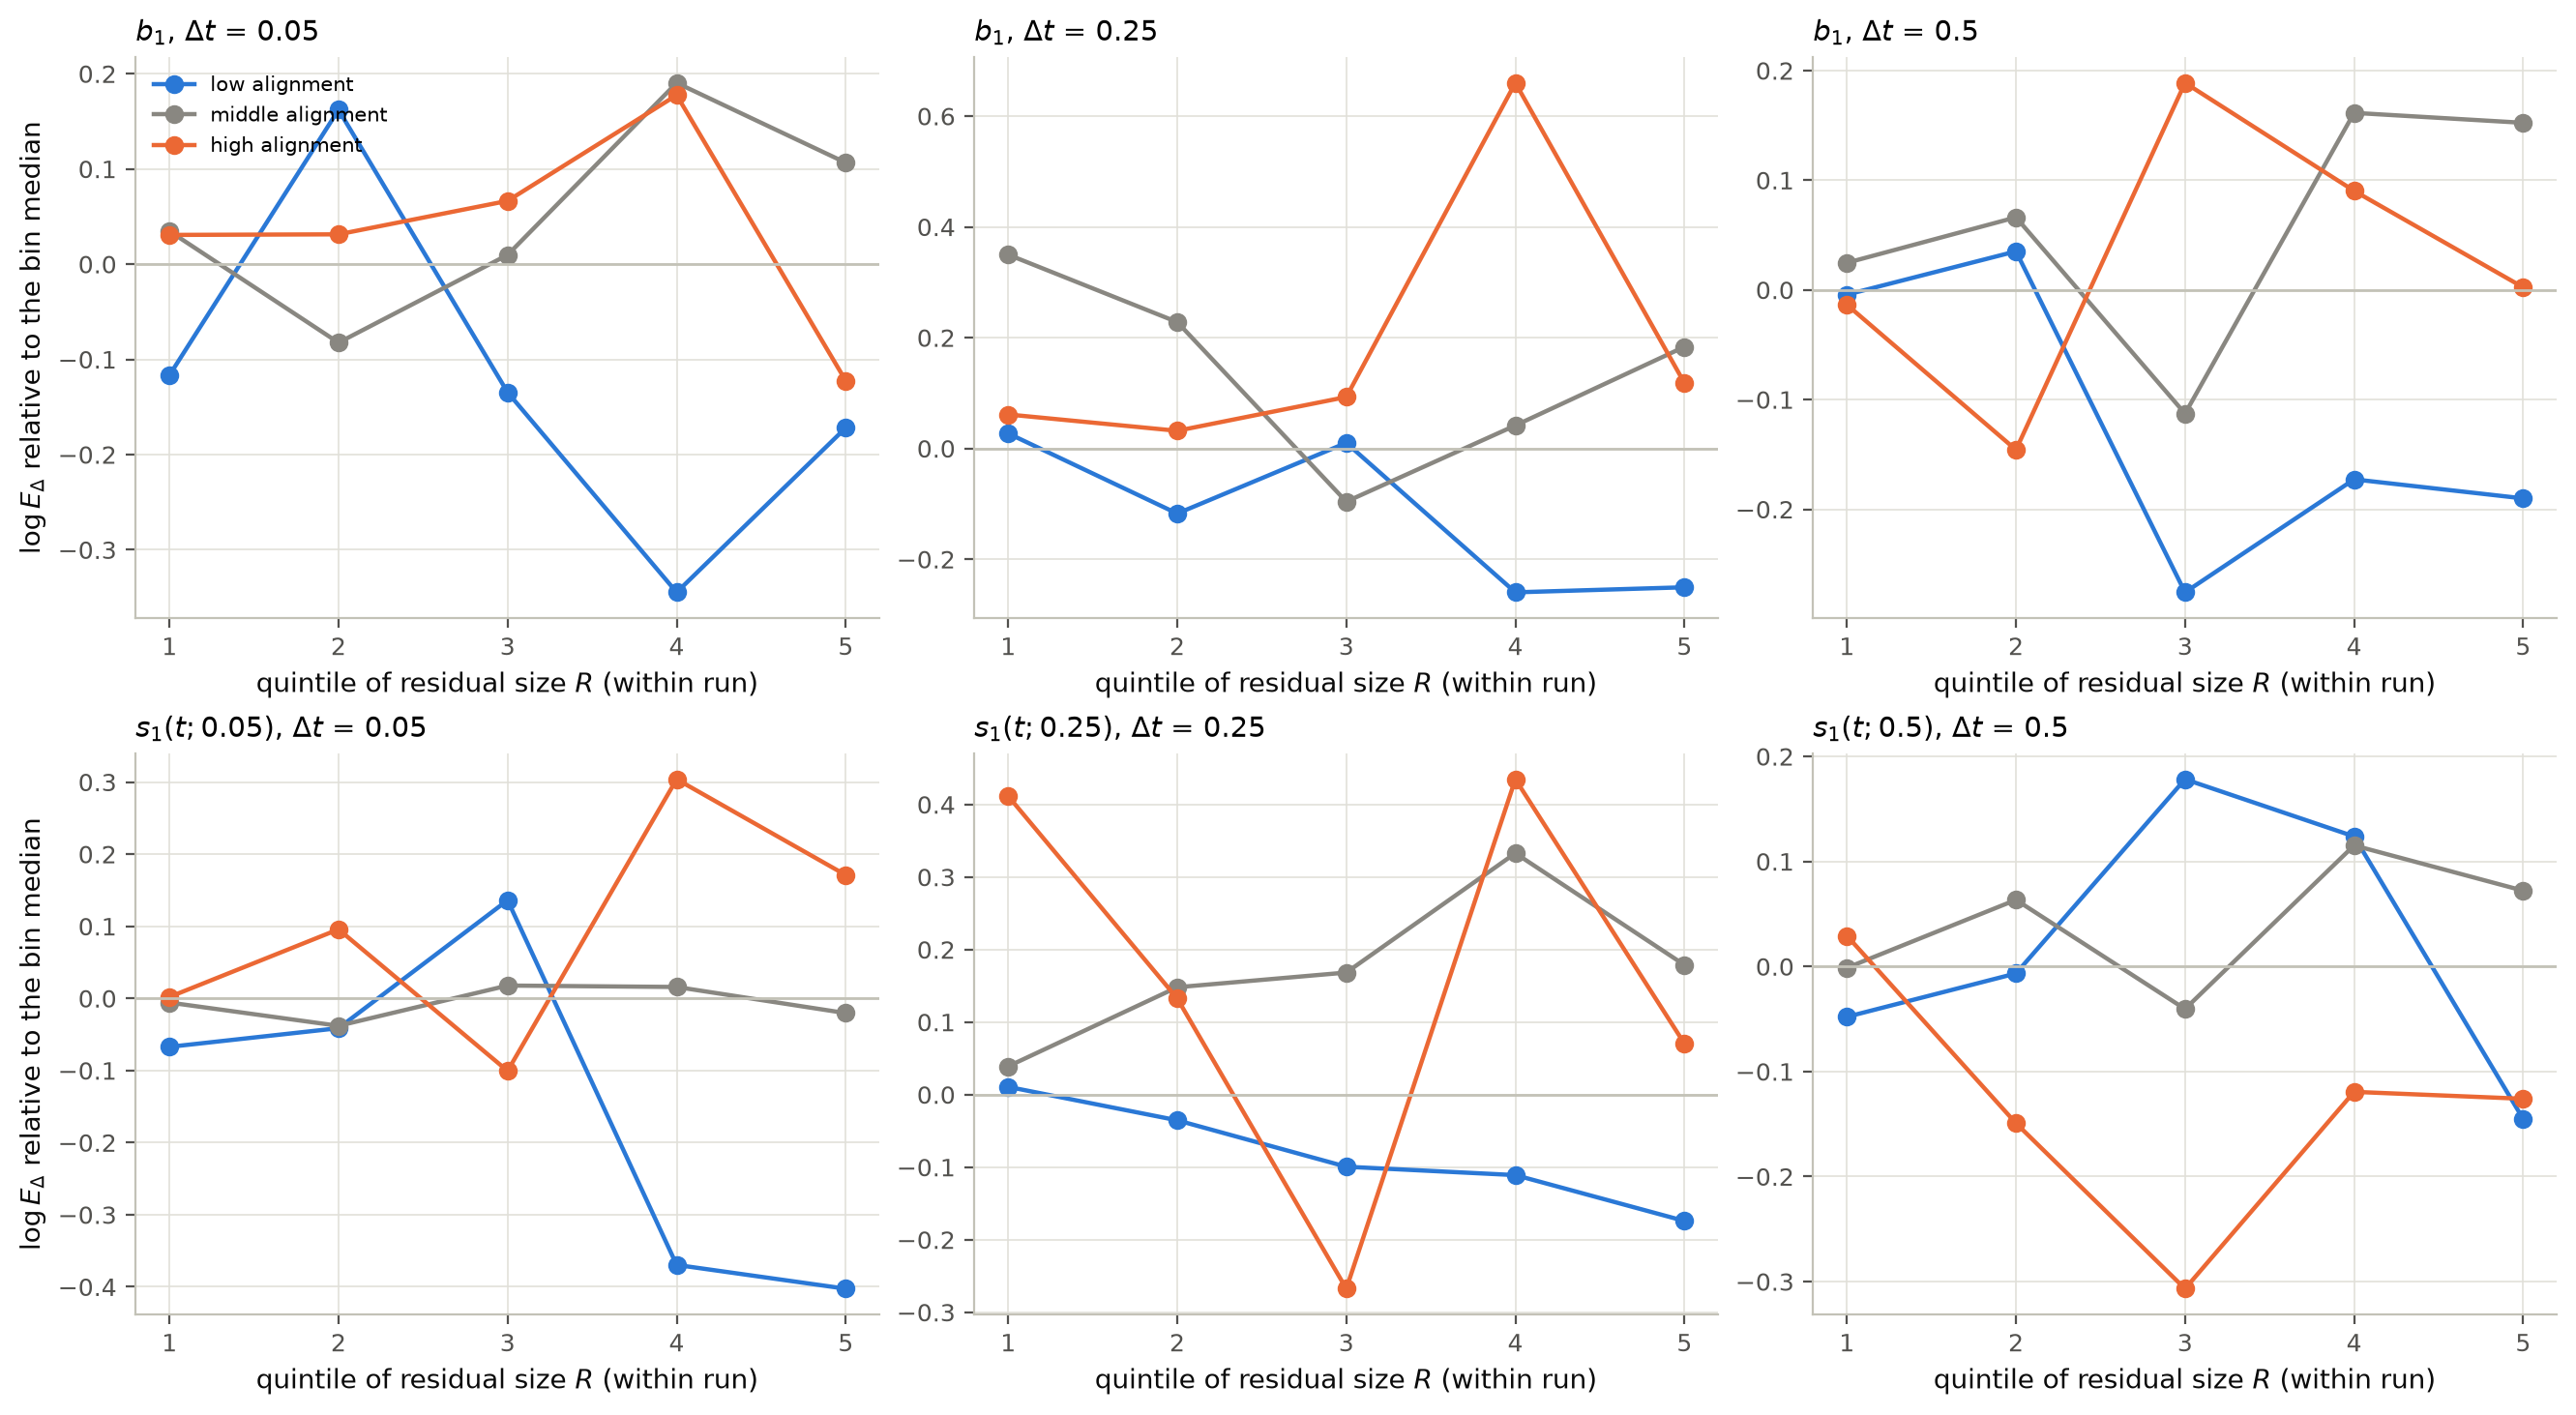 b₁, Δt = 0.05
b₁, Δt = 0.25
b₁, Δt = 0.5
low alignment
middle alignment
high alignment
log E_Δ relative to the bin median
0.2
0.1
0.0
−0.1
−0.2
−0.3
1 2 3 4 5
quintile of residual size R (within run)
0.6
0.4
0.2
0.0
−0.2
1 2 3 4 5
quintile of residual size R (within run)
0.2
0.1
0.0
−0.1
−0.2
1 2 3 4 5
quintile of residual size R (within run)
s₁(t; 0.05), Δt = 0.05
s₁(t; 0.25), Δt = 0.25
s₁(t; 0.5), Δt = 0.5
log E_Δ relative to the bin median
0.3
0.2
0.1
0.0
−0.1
−0.2
−0.3
−0.4
1 2 3 4 5
quintile of residual size R (within run)
0.4
0.3
0.2
0.1
0.0
−0.1
−0.2
−0.3
1 2 3 4 5
quintile of residual size R (within run)
0.2
0.1
0.0
−0.1
−0.2
−0.3
1 2 3 4 5
quintile of residual size R (within run)